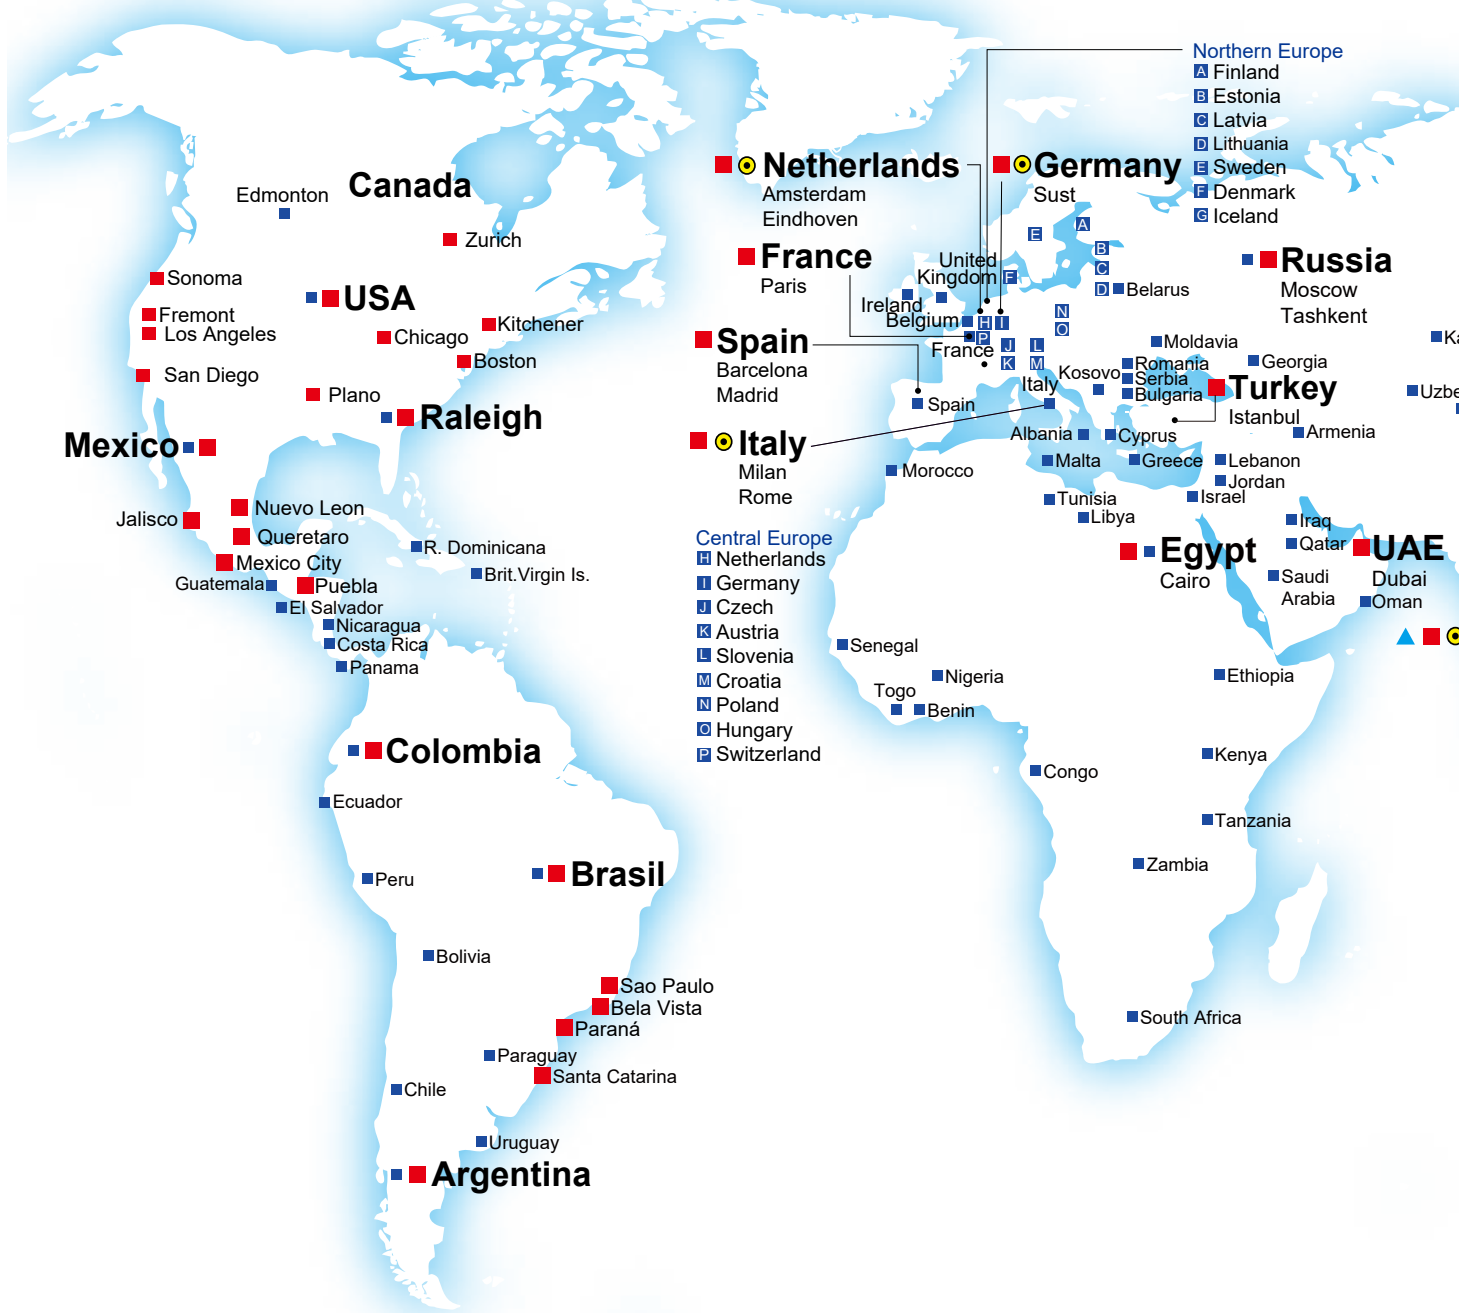 Edmonton
Canada
Zurich
Sonoma
USA
Fremont
Los Angeles
Chicago
Kitchener
Boston
San Diego
Plano
Raleigh
Mexico
Nuevo Leon
Jalisco
Queretaro
Mexico City
Guatemala
Puebla
El Salvador
Nicaragua
Costa Rica
Panama
R. Dominicana
Brit.Virgin Is.
Colombia
Ecuador
Peru
Brasil
Bolivia
Sao Paulo
Bela Vista
Paraná
Paraguay
Santa Catarina
Chile
Uruguay
Argentina
Netherlands
Amsterdam
Eindhoven
France
Paris
Spain
Barcelona
Madrid
Italy
Milan
Rome
Central Europe
H Netherlands
I Germany
J Czech
K Austria
L Slovenia
M Croatia
N Poland
O Hungary
P Switzerland
Germany
Sust
Northern Europe
A Finland
B Estonia
C Latvia
D Lithuania
E Sweden
F Denmark
G Iceland
E
A
B
C
D
Belarus
United
Kingdom
F
Ireland
Belgium
H
I
P
N
O
France
J
L
K
M
Italy
Spain
Kosovo
Moldavia
Romania
Serbia
Bulgaria
Georgia
Turkey
Istanbul
Russia
Moscow
Tashkent
Ka
Uzbe
Armenia
Albania
Cyprus
Malta
Greece
Lebanon
Jordan
Israel
Morocco
Tunisia
Libya
Iraq
Qatar
Egypt
Cairo
UAE
Dubai
Saudi
Arabia
Oman
Senegal
Nigeria
Togo
Benin
Ethiopia
Kenya
Congo
Tanzania
Zambia
South Africa